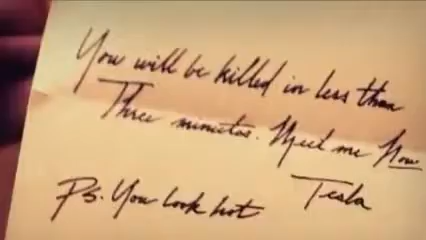 You will be killed in less than
Three minutes. Meet me Now
Tesla
Ps. You look hot